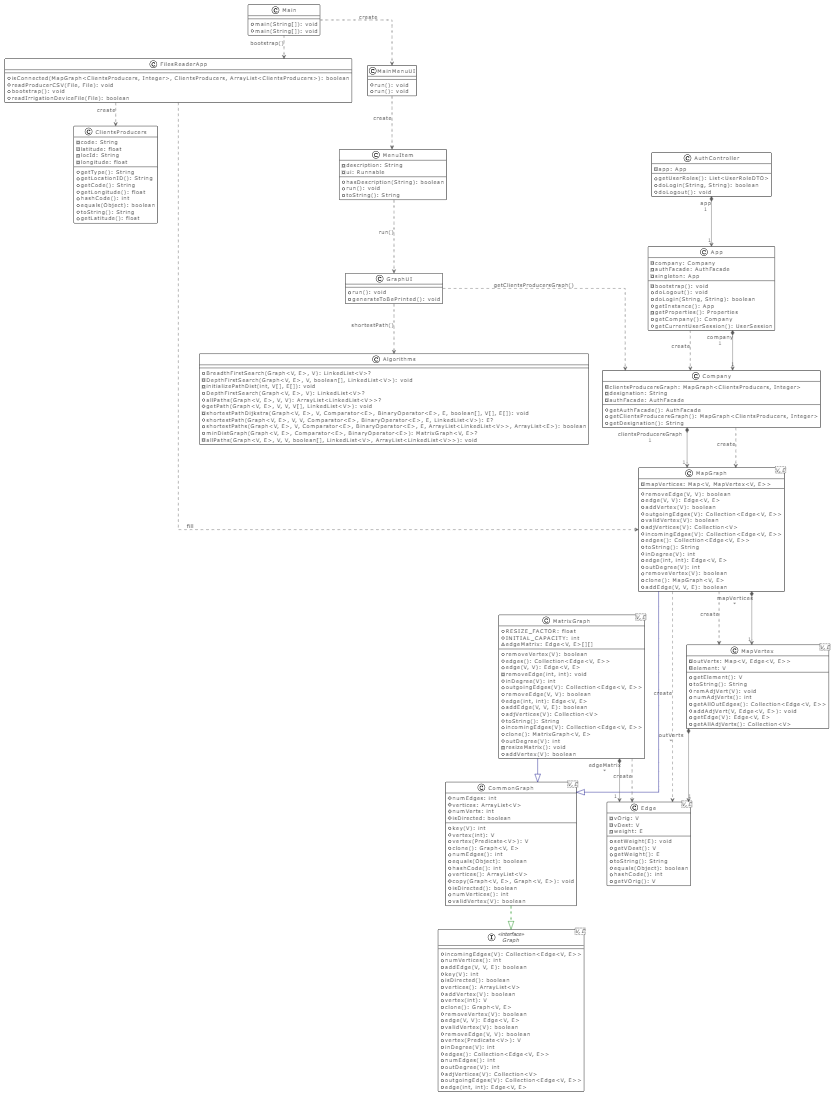 Main
main(String[]): void
main(String[]): void
create
bootstrap()
FilesReaderApp
isConnected(MapGraph<ClienteProducers, Integer>, ClienteProducers, ArrayList<ClienteProducers>): boolean
readProducerCSV(File, File): void
bootstrap(): void
readIrrigationDeviceFile(File): boolean
MainMenuUI
run(): void
run(): void
create
create
ClienteProducers
code: String
latitude: float
locId: String
longitude: float
getType(): String
getLocationID(): String
getCode(): String
getLongitude(): float
hashCode(): int
equals(Object): boolean
toString(): String
getLatitude(): float
MenuItem
description: String
ui: Runnable
hasDescription(String): boolean
run(): void
toString(): String
AuthController
app: App
getUserRoles(): List<UserRoleDTO>
doLogin(String, String): boolean
doLogout(): void
app
1
1
run()
App
company: Company
authFacade: AuthFacade
singleton: App
bootstrap(): void
doLogout(): void
doLogin(String, String): boolean
getInstance(): App
getProperties(): Properties
getCompany(): Company
getCurrentUserSession(): UserSession
GraphUI
run(): void
generateToBePrinted(): void
getClienteProducersGraph()
shortestPath()
company
1
create
1
Algorithms
BreadthFirstSearch(Graph<V, E>, V): LinkedList<V>?
DepthFirstSearch(Graph<V, E>, V, boolean[], LinkedList<V>): void
initializePathDist(int, V[], E[]): void
DepthFirstSearch(Graph<V, E>, V): LinkedList<V>?
allPaths(Graph<V, E>, V, V): ArrayList<LinkedList<V>>?
getPath(Graph<V, E>, V, V, V[], LinkedList<V>): void
shortestPathDijkstra(Graph<V, E>, V, Comparator<E>, BinaryOperator<E>, E, boolean[], V[], E[]): void
shortestPath(Graph<V, E>, V, V, Comparator<E>, BinaryOperator<E>, E, LinkedList<V>): E?
shortestPaths(Graph<V, E>, V, Comparator<E>, BinaryOperator<E>, E, ArrayList<LinkedList<V>>, ArrayList<E>): boolean
minDistGraph(Graph<V, E>, Comparator<E>, BinaryOperator<E>): MatrixGraph<V, E>?
allPaths(Graph<V, E>, V, V, boolean[], LinkedList<V>, ArrayList<LinkedList<V>>): void
Company
clienteProducereGraph: MapGraph<ClienteProducers, Integer>
designation: String
authFacade: AuthFacade
getAuthFacade(): AuthFacade
getClienteProducersGraph(): MapGraph<ClienteProducers, Integer>
getDesignation(): String
clienteProducereGraph
1
create
1
MapGraph
V, E
mapVertices: Map<V, MapVertex<V, E>>
removeEdge(V, V): boolean
edge(V, V): Edge<V, E>
addVertex(V): boolean
outgoingEdges(V): Collection<Edge<V, E>>
validVertex(V): boolean
adjVertices(V): Collection<V>
incomingEdges(V): Collection<Edge<V, E>>
edges(): Collection<Edge<V, E>>
toString(): String
inDegree(V): int
edge(int, int): Edge<V, E>
outDegree(V): int
removeVertex(V): boolean
clone(): MapGraph<V, E>
addEdge(V, V, E): boolean
fill
mapVertices
*
create
1
MatrixGraph
V, E
RESIZE_FACTOR: float
INITIAL_CAPACITY: int
edgeMatrix: Edge<V, E>[][]
removeVertex(V): boolean
edges(): Collection<Edge<V, E>>
edge(V, V): Edge<V, E>
removeEdge(int, int): void
inDegree(V): int
outgoingEdges(V): Collection<Edge<V, E>>
removeEdge(V, V): boolean
edge(int, int): Edge<V, E>
addEdge(V, V, E): boolean
adjVertices(V): Collection<V>
toString(): String
incomingEdges(V): Collection<Edge<V, E>>
clone(): MatrixGraph<V, E>
outDegree(V): int
resizeMatrix(): void
addVertex(V): boolean
MapVertex
V, E
outVerts: Map<V, Edge<V, E>>
element: V
getElement(): V
toString(): String
remAdjVert(V): void
numAdjVerts(): int
getAllOutEdges(): Collection<Edge<V, E>>
addAdjVert(V, Edge<V, E>): void
getEdge(V): Edge<V, E>
getAllAdjVerts(): Collection<V>
create
outVerts
*
edgeMatrix
*
create
1
1
CommonGraph
V, E
numEdges: int
vertices: ArrayList<V>
numVerts: int
isDirected: boolean
key(V): int
vertex(int): V
vertex(Predicate<V>): V
clone(): Graph<V, E>
numEdges(): int
equals(Object): boolean
hashCode(): int
vertices(): ArrayList<V>
copy(Graph<V, E>, Graph<V, E>): void
isDirected(): boolean
numVertices(): int
validVertex(V): boolean
Edge
V, E
vOrig: V
vDest: V
weight: E
setWeight(E): void
getVDest(): V
getWeight(): E
toString(): String
equals(Object): boolean
hashCode(): int
getVOrig(): V
«interface»
Graph
V, E
incomingEdges(V): Collection<Edge<V, E>>
numVertices(): int
addEdge(V, V, E): boolean
key(V): int
isDirected(): boolean
vertices(): ArrayList<V>
addVertex(V): boolean
vertex(int): V
clone(): Graph<V, E>
removeVertex(V): boolean
edge(V, V): Edge<V, E>
validVertex(V): boolean
removeEdge(V, V): boolean
vertex(Predicate<V>): V
inDegree(V): int
edges(): Collection<Edge<V, E>>
numEdges(): int
outDegree(V): int
adjVertices(V): Collection<V>
outgoingEdges(V): Collection<Edge<V, E>>
edge(int, int): Edge<V, E>